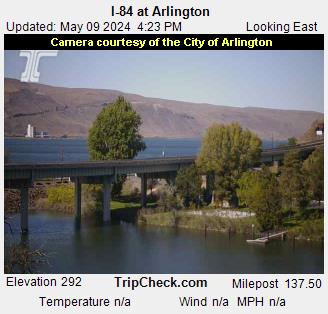 I-84 at Arlington
Updated: May 09 2024 4:23 PM Looking East
Camera courtesy of the City of Arlington
Elevation 292 TripCheck.com Milepost 137.50
Temperature n/a Wind n/a MPH n/a